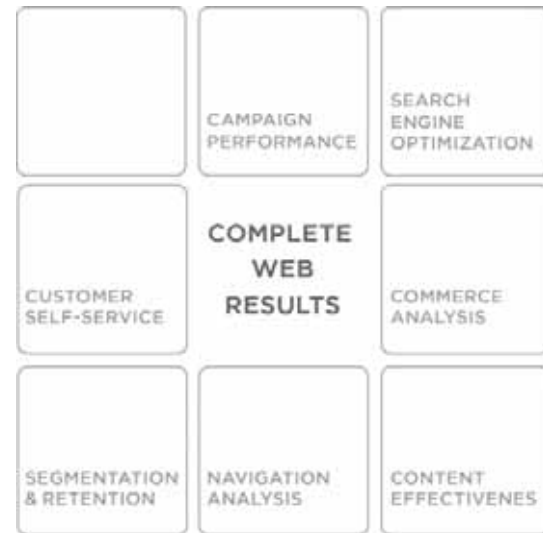 CAMPAIGN
PERFORMANCE
SEARCH
ENGINE
OPTIMIZATION
CUSTOMER
SELF-SERVICE
COMPLETE
WEB
RESULTS
COMMERCE
ANALYSIS
SEGMENTATION
& RETENTION
NAVIGATION
ANALYSIS
CONTENT
EFFECTIVENES